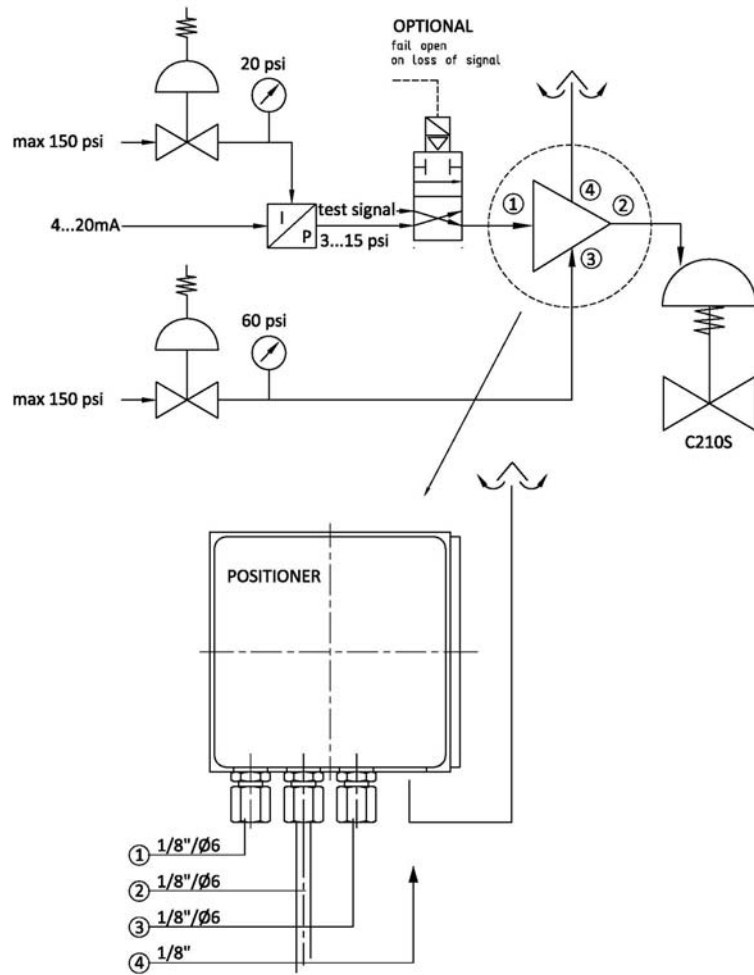 OPTIONAL
fail open
on loss of signal
20 psi
max 150 psi
4...20mA
I
P
test signal
3...15 psi
①
④
②
③
60 psi
max 150 psi
C210S
POSITIONER
① 1/8"/Ø6
② 1/8"/Ø6
③ 1/8"/Ø6
④ 1/8"